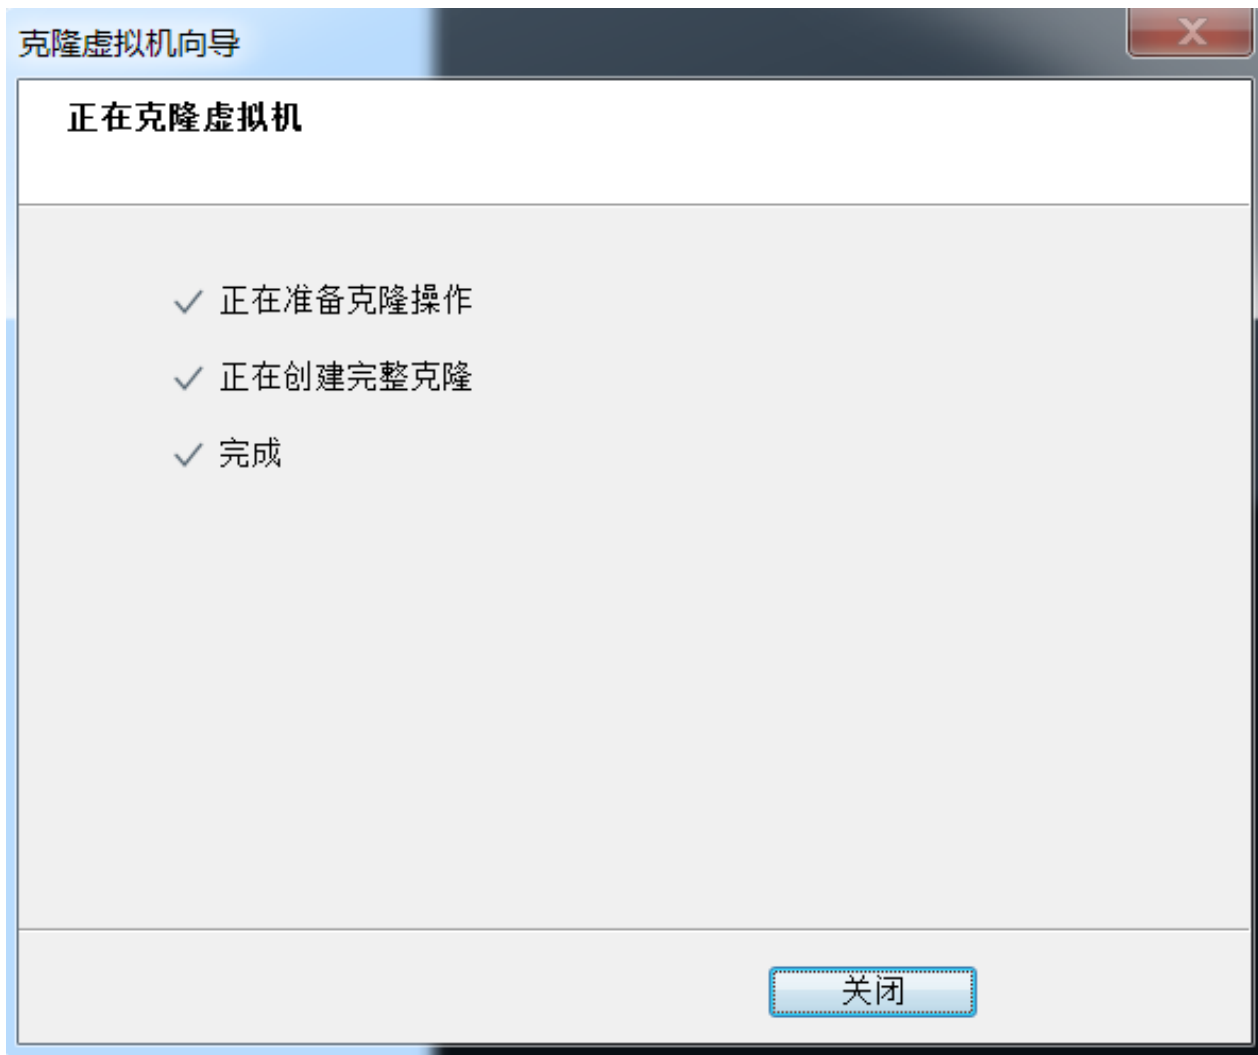 克隆虚拟机向导
正在克隆虚拟机
正在准备克隆操作
正在创建完整克隆
完成
关闭